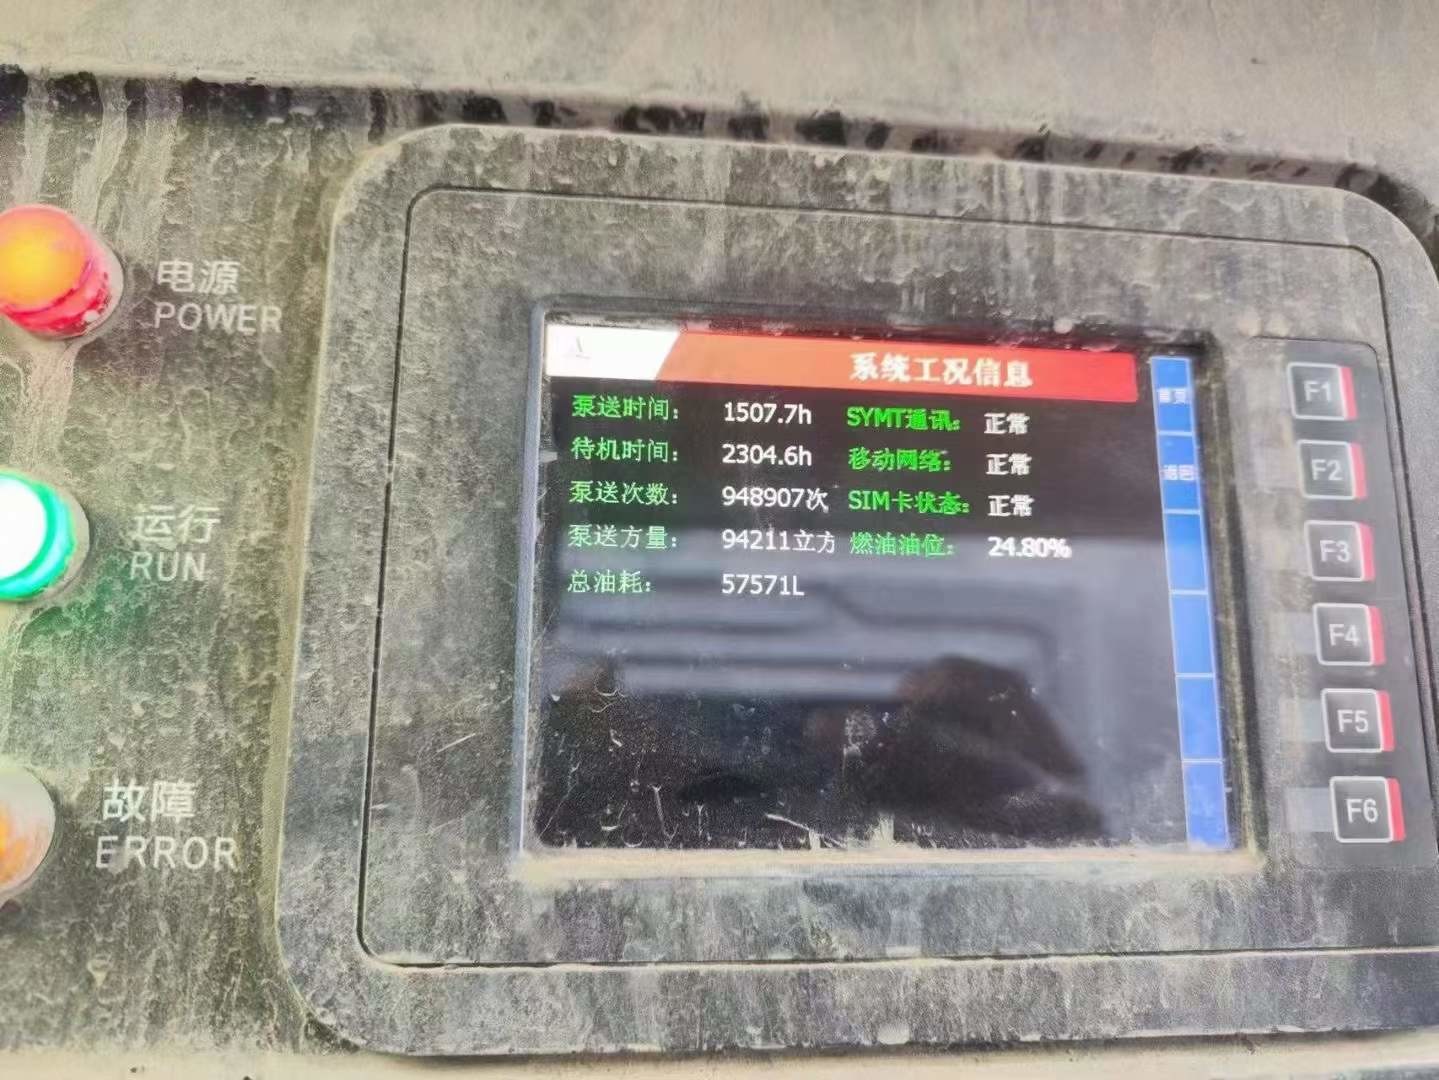 电源
POWER
运行
RUN
故障
ERROR
系统工况信息
泵送时间： 1507.7h SYMT通讯： 正常
待机时间： 2304.6h 移动网络： 正常
泵送次数： 948907次 SIM卡状态： 正常
泵送方量： 94211立方 燃油油位： 24.80%
总油耗： 57571L
F1
F2
F3
F4
F5
F6